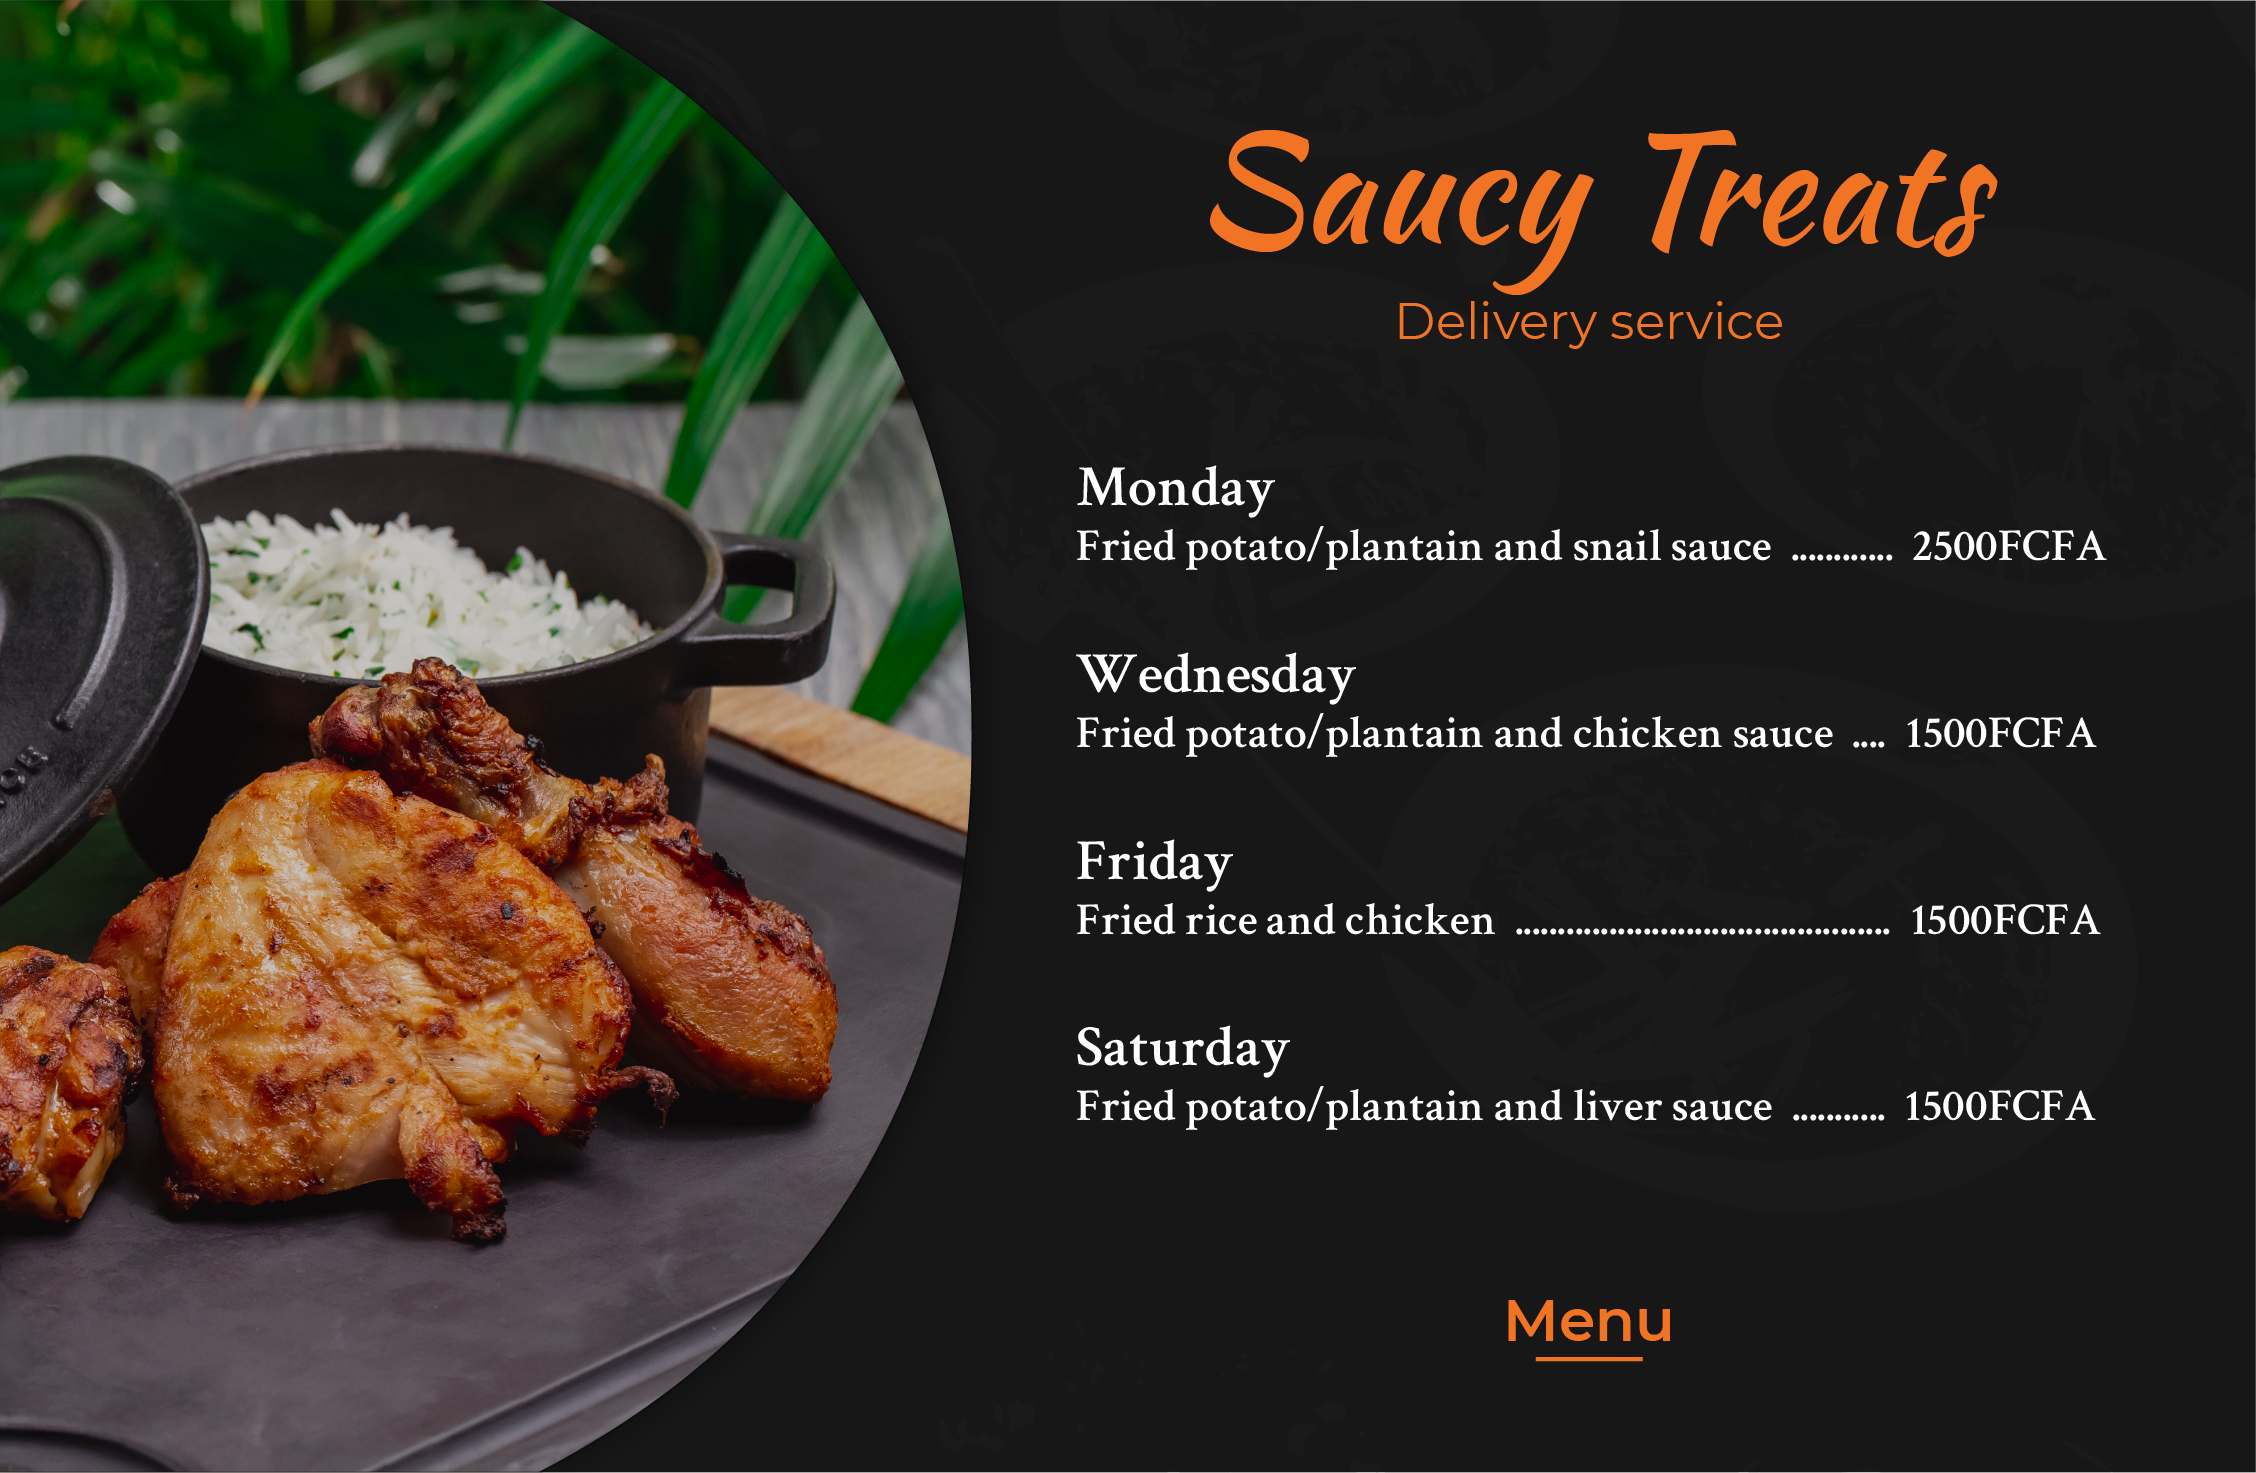 Saucy Treats
Delivery service
Monday
Fried potato/plantain and snail sauce ............ 2500FCFA
Wednesday
Fried potato/plantain and chicken sauce .... 1500FCFA
Friday
Fried rice and chicken ............................................ 1500FCFA
Saturday
Fried potato/plantain and liver sauce ........... 1500FCFA
Menu